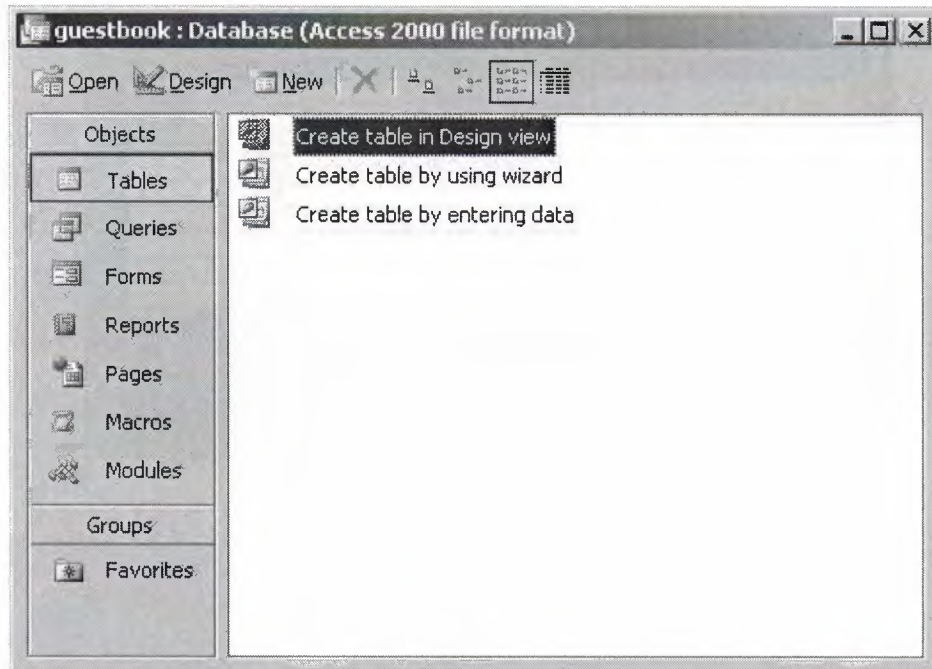 guestbook : Database (Access 2000 file format)
Open Design New
Objects
Tables
Queries
Forms
Reports
Pages
Macros
Modules
Groups
Favorites
Create table in Design view
Create table by using wizard
Create table by entering data